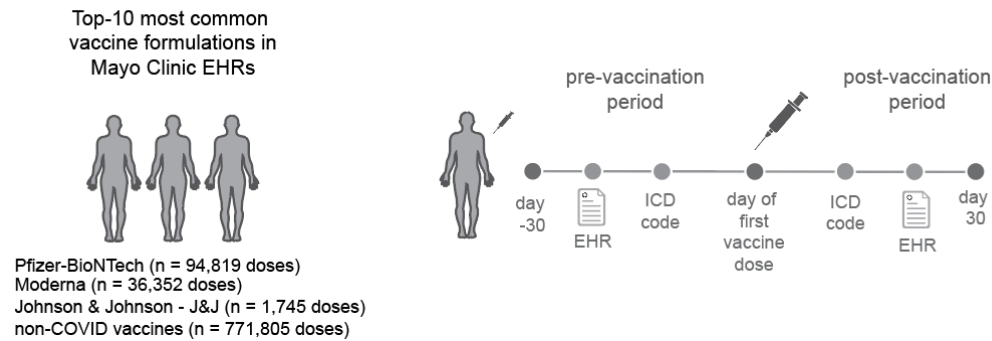 Top-10 most common
vaccine formulations in
Mayo Clinic EHRs
Pfizer-BioNTech (n = 94,819 doses)
Moderna (n = 36,352 doses)
Johnson & Johnson - J&J (n = 1,745 doses)
non-COVID vaccines (n = 771,805 doses)
pre-vaccination
period
post-vaccination
period
day
-30
EHR
ICD
code
day of
first
vaccine
dose
ICD
code
EHR
day
30